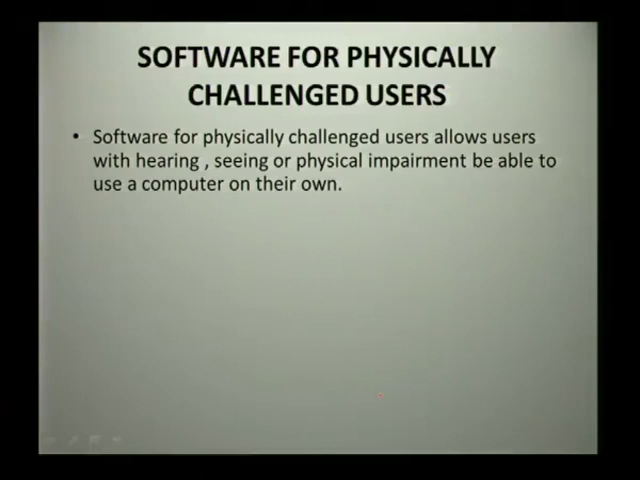 SOFTWARE FOR PHYSICALLY
CHALLENGED USERS
• Software for physically challenged users allows users
with hearing , seeing or physical impairment be able to
use a computer on their own.